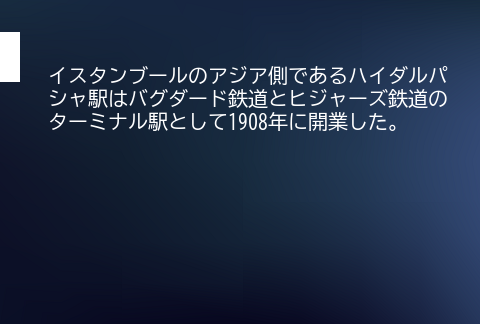 イスタンブールのアジア側であるハイダルパ
シャ駅はバグダード鉄道とヒジャーズ鉄道の
ターミナル駅として1908年に開業した。